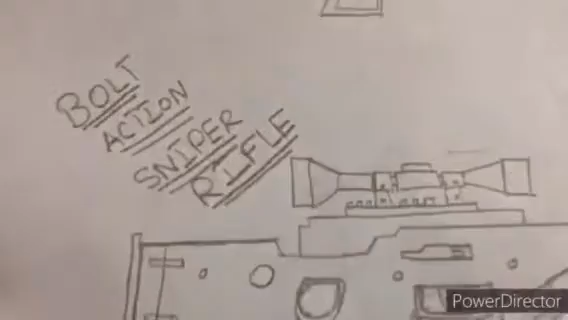 BOLT
ACTION
SNIPER
RIFLE
PowerDirector